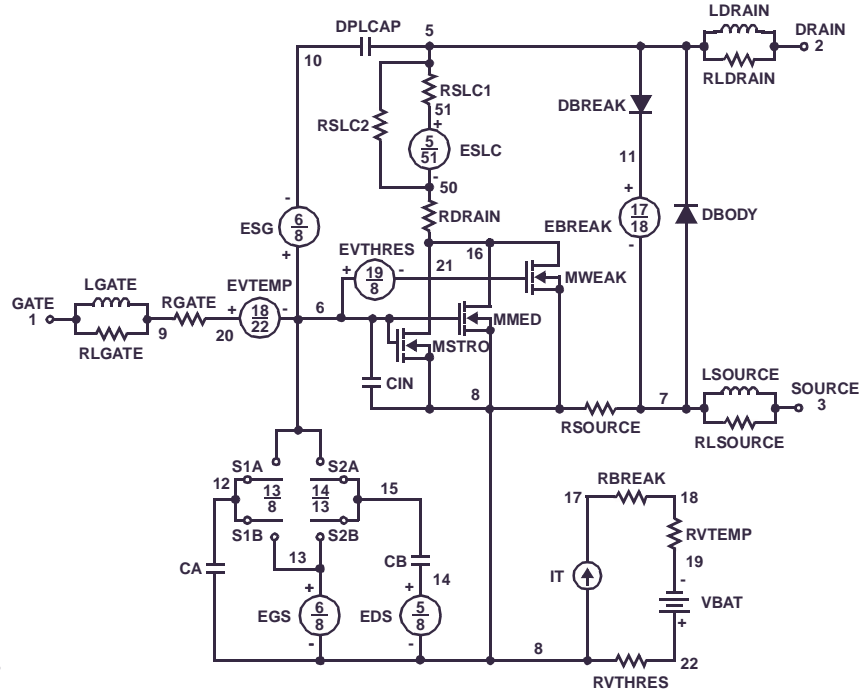 LDRAIN
DPLCAP 5 DRAIN
10 2
RSLC1 RLDRAIN
51 DBREAK
RSLC2 +
5 ESLC
51
- 11
50
- +
ESG 6 RDRAIN EBREAK 17 DBODY
8 18
+ EVTHRES 16 -
+ 19 - 21 MWEAK
LGATE 8
GATE RGATE EVTEMP
1 + 18 - 6 MMED
9 20 22
RLGATE MSTRO
LSOURCE
CIN 8 7 SOURCE
3
RSOURCE
RLSOURCE
S1A S2A
12 13 14 15 RBREAK
8 13 17 18
S1B S2B RVTEMP
13 CB 19
CA 14 IT -
+ + VBAT
EGS 6 EDS 5 +
8 8
- - 8 22
RVTHRES